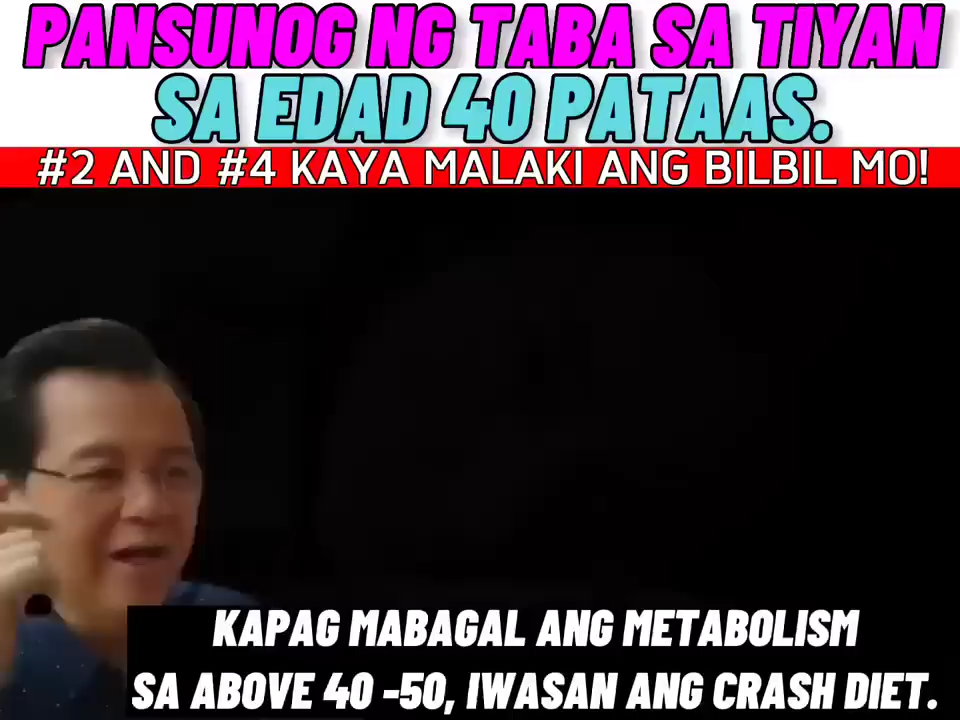 PANSUNOG NG TABA SA TIYAN
SA EDAD 40 PATAAS.
#2 AND #4 KAYA MALAKI ANG BILBIL MO!
KAPAG MABAGAL ANG METABOLISM
SA ABOVE 40 -50, IWASAN ANG CRASH DIET.